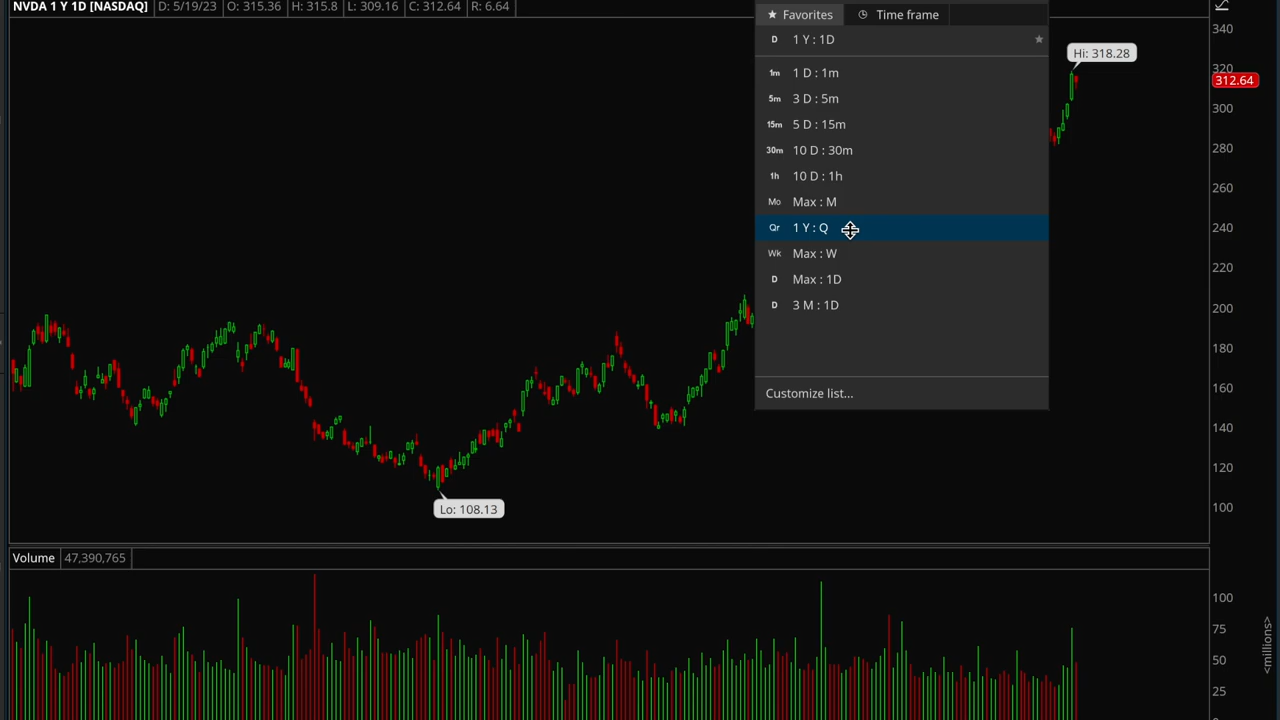 NVDA 1 Y 1D [NASDAQ] D: 5/19/23 O: 315.36 H: 315.8 L: 309.16 C: 312.64 R: 6.64
Favorites Time frame
D 1 Y : 1D
1m 1 D : 1m
5m 3 D : 5m
15m 5 D : 15m
30m 10 D : 30m
1h 10 D : 1h
Mo Max : M
Qr 1 Y : Q
Wk Max : W
D Max : 1D
D 3 M : 1D
Customize list...
Hi: 318.28
Lo: 108.13
340
320
312.64
300
280
260
240
220
200
180
160
140
120
100
Volume 47,390,765
100
75
50
25
<millions>